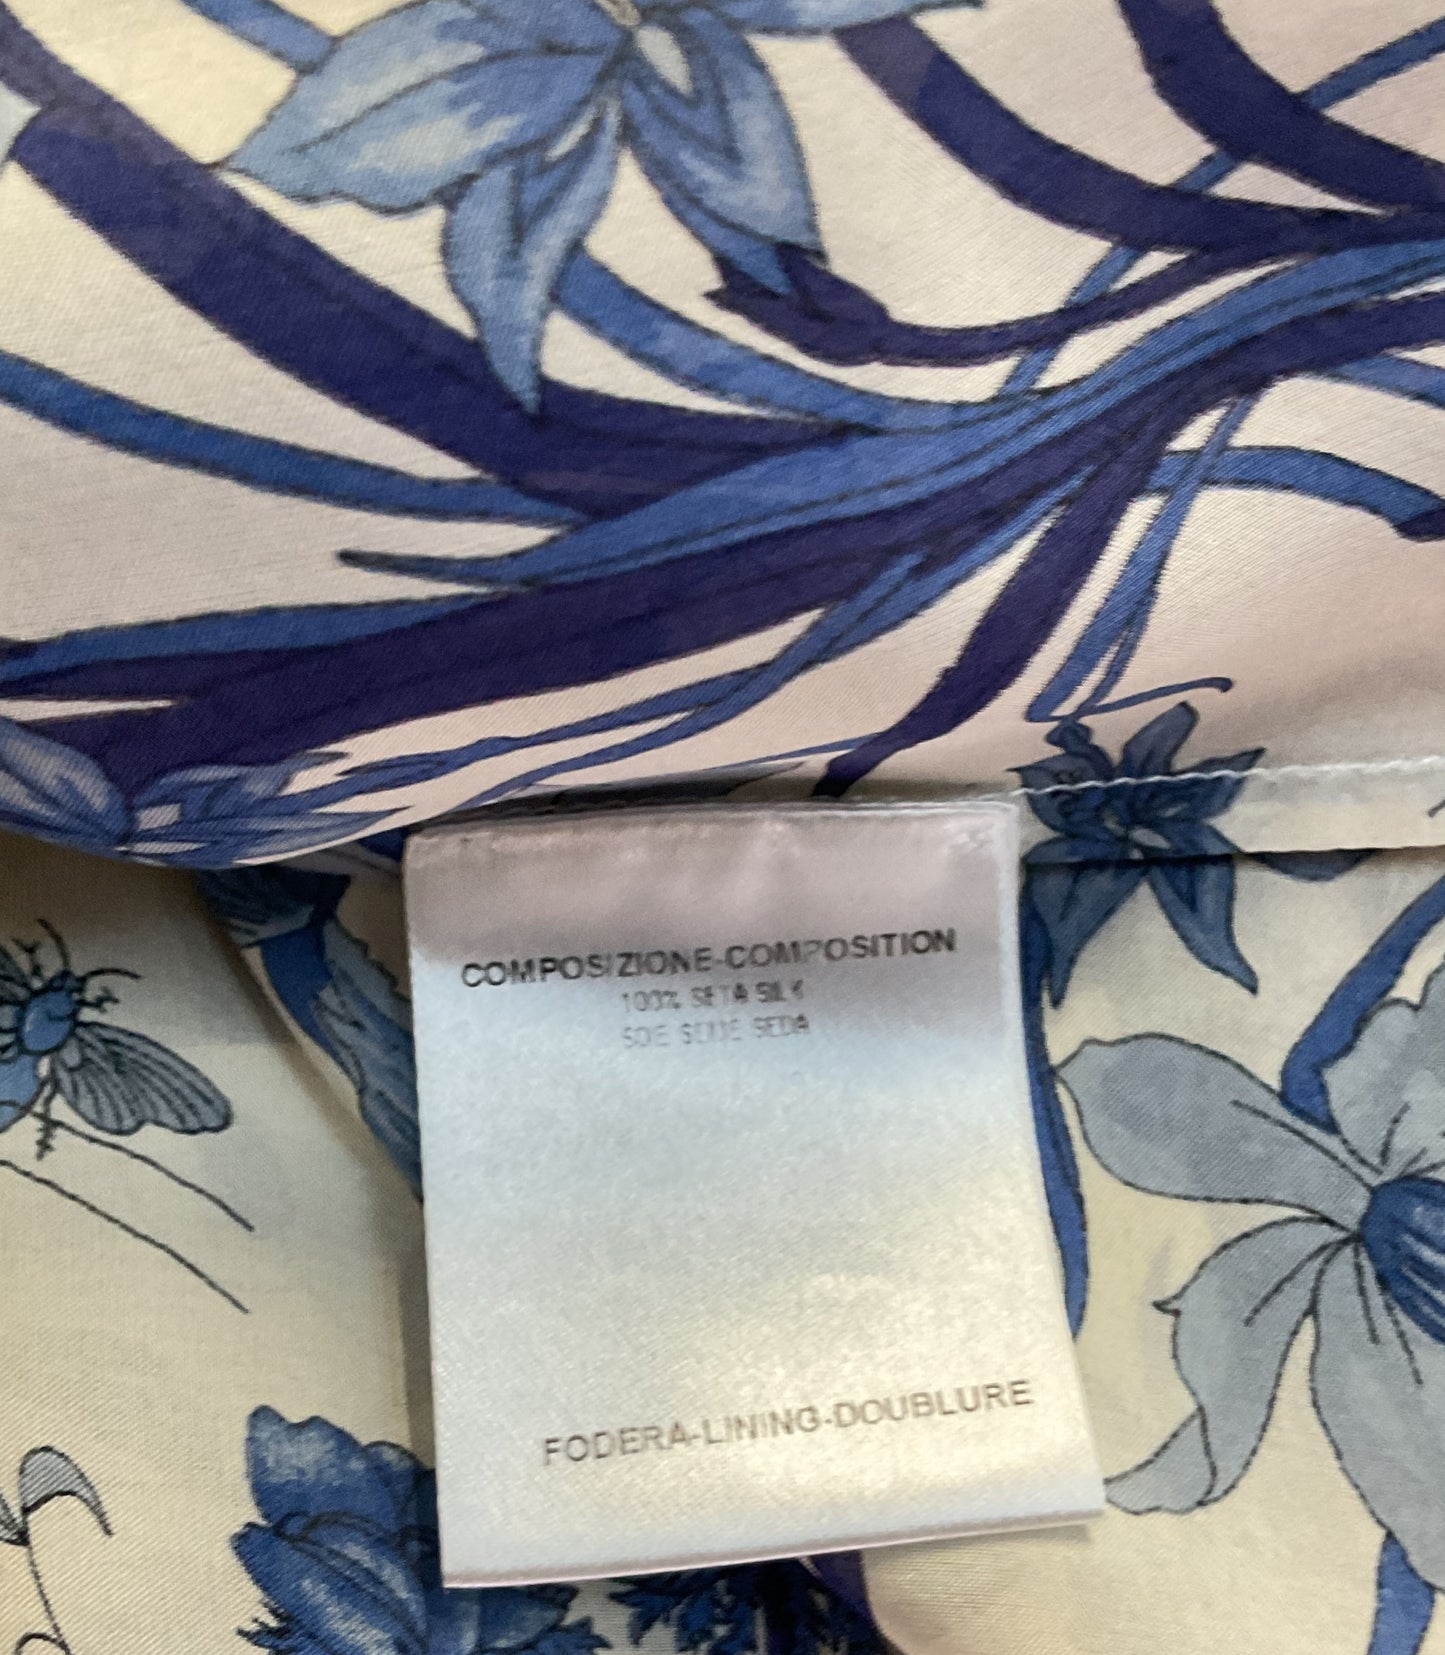 COMPOSIZIONE-COMPOSITION
100% SETA SILK
SOIE SEIDE SEDA
FODERA-LINING-DOUBLURE